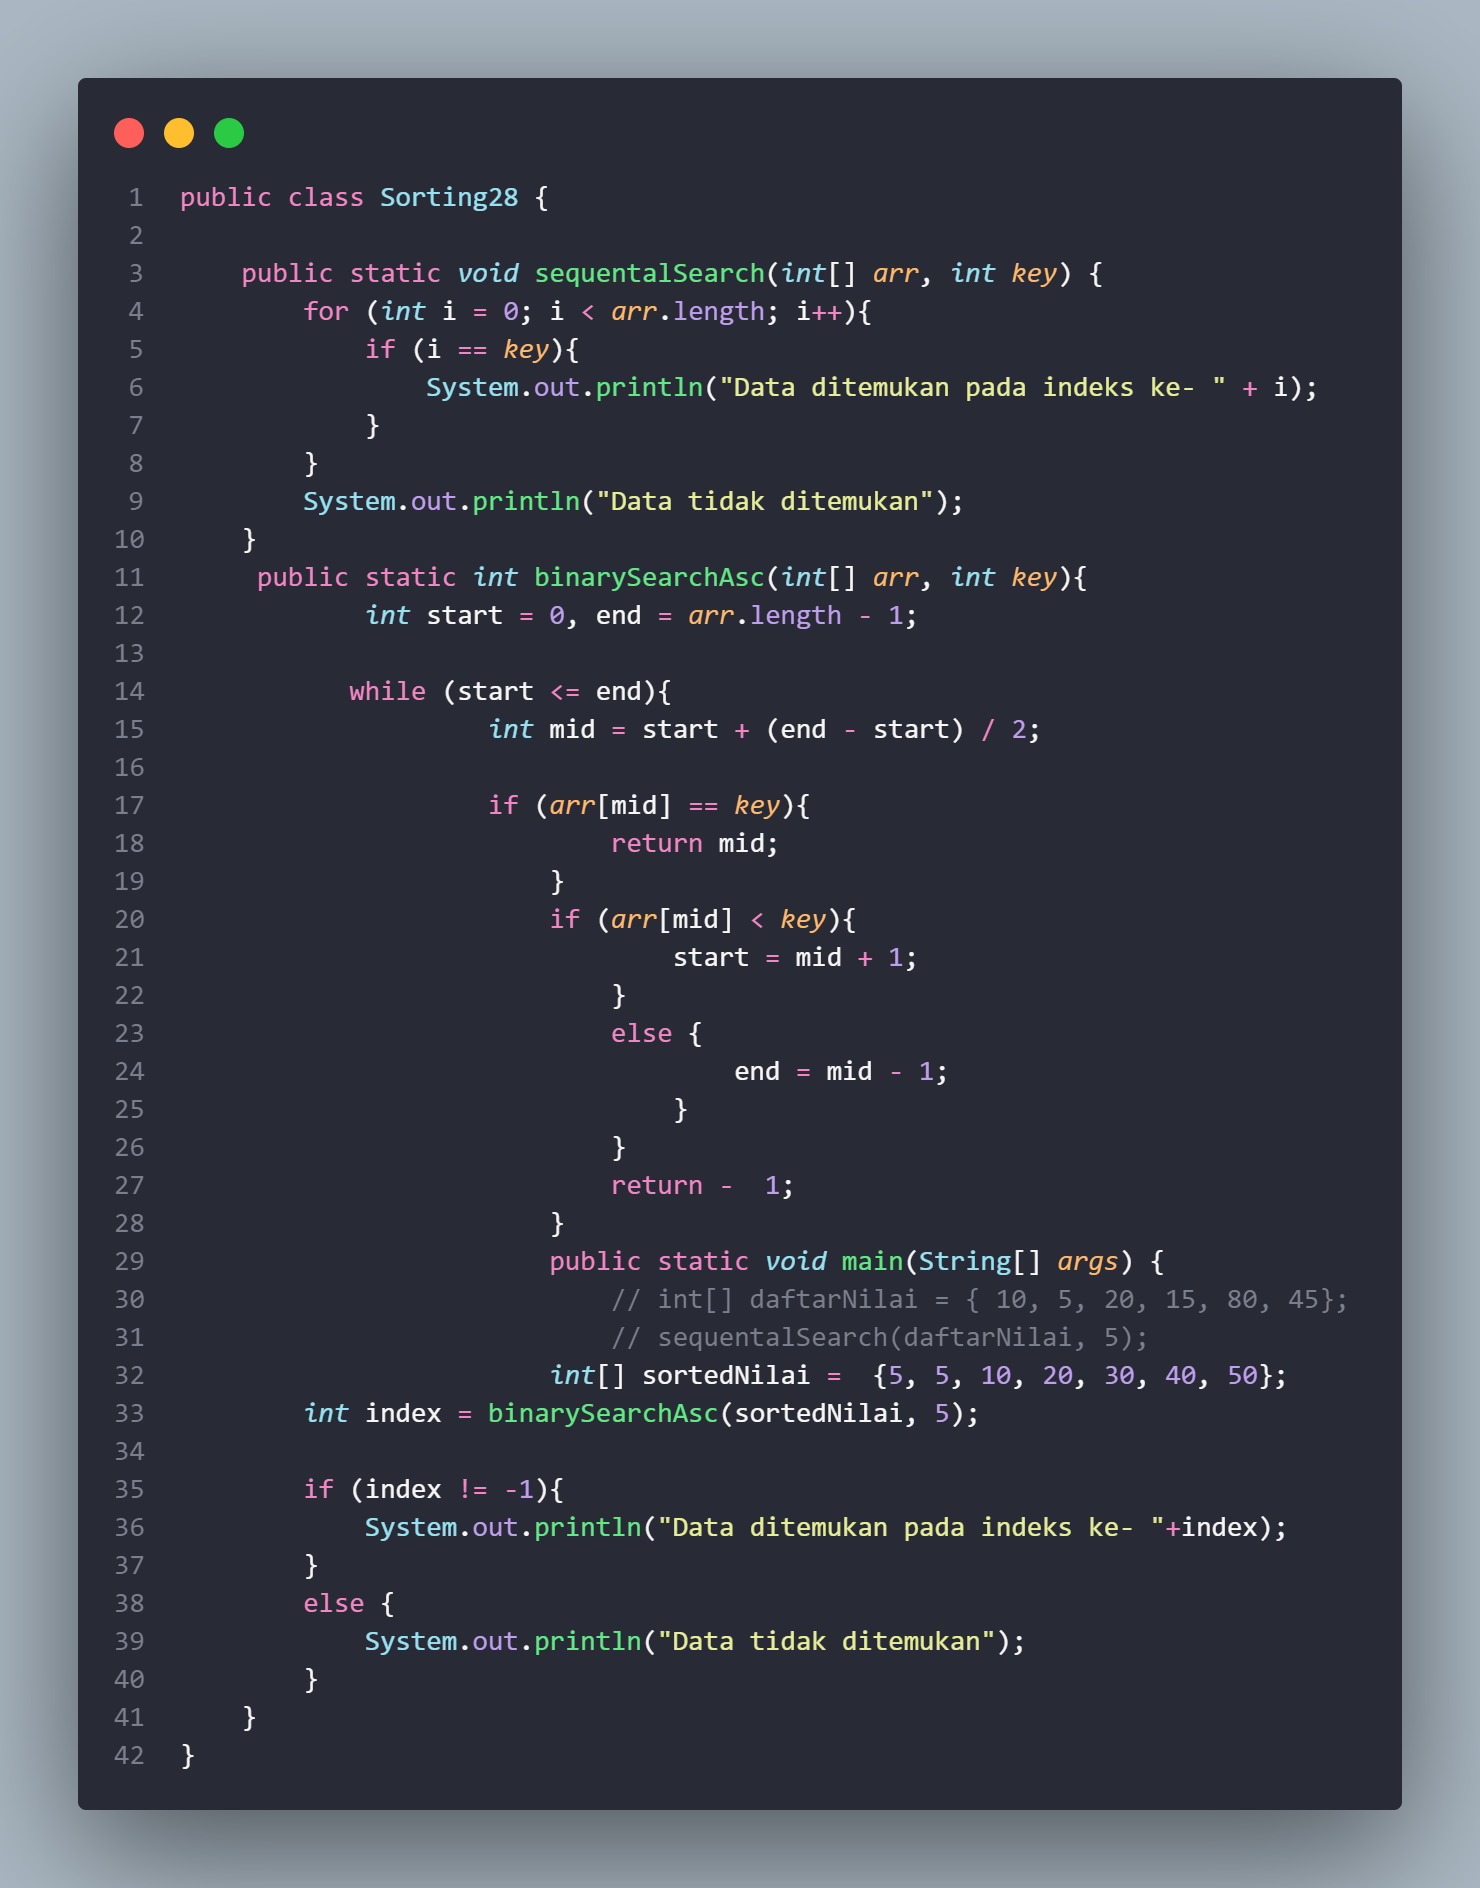 1 public class Sorting28 {
2
3     public static void sequentalSearch(int[] arr, int key) {
4         for (int i = 0; i < arr.length; i++){
5             if (i == key){
6                 System.out.println("Data ditemukan pada indeks ke- " + i);
7             }
8         }
9         System.out.println("Data tidak ditemukan");
10     }
11      public static int binarySearchAsc(int[] arr, int key){
12             int start = 0, end = arr.length - 1;
13
14            while (start <= end){
15                     int mid = start + (end - start) / 2;
16
17                     if (arr[mid] == key){
18                             return mid;
19                         }
20                         if (arr[mid] < key){
21                                 start = mid + 1;
22                             }
23                             else {
24                                     end = mid - 1;
25                                 }
26                             }
27                             return -  1;
28                         }
29                         public static void main(String[] args) {
30                             // int[] daftarNilai = { 10, 5, 20, 15, 80, 45};
31                             // sequentalSearch(daftarNilai, 5);
32                         int[] sortedNilai =  {5, 5, 10, 20, 30, 40, 50};
33         int index = binarySearchAsc(sortedNilai, 5);
34
35         if (index != -1){
36             System.out.println("Data ditemukan pada indeks ke- "+index);
37         }
38         else {
39             System.out.println("Data tidak ditemukan");
40         }
41     }
42 }